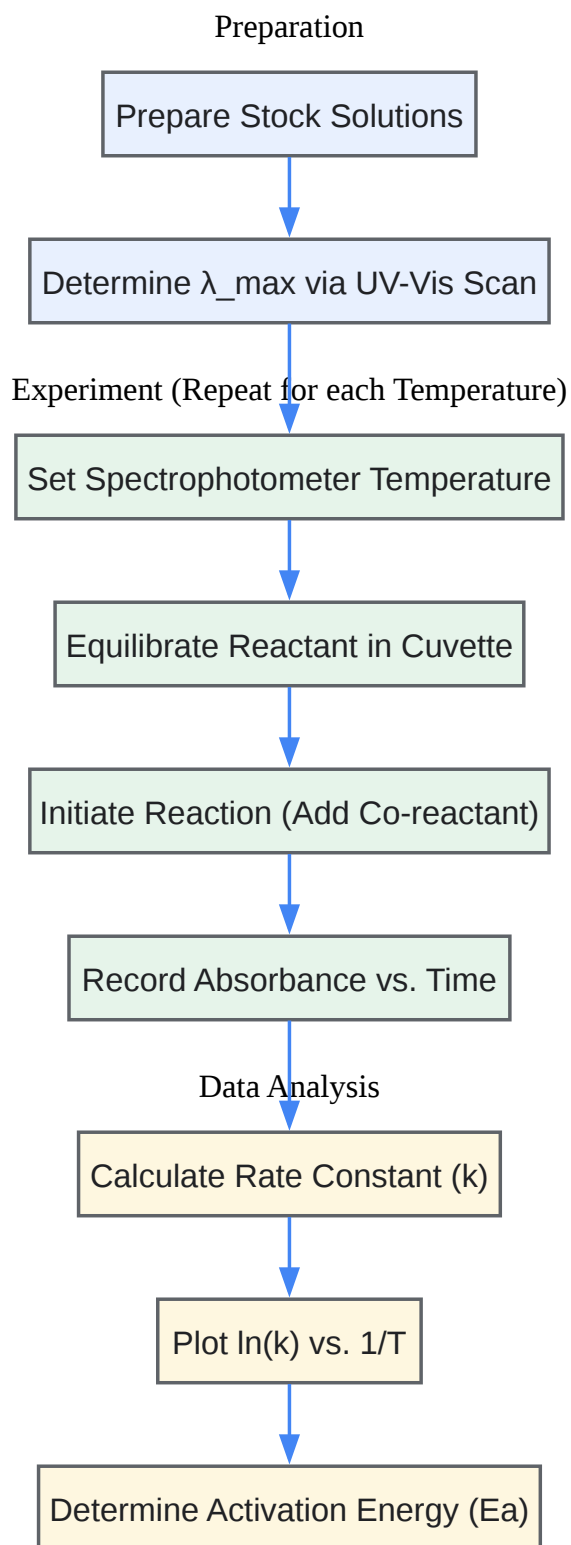 Preparation
Prepare Stock Solutions
Determine λ_max via UV-Vis Scan
Experiment (Repeat for each Temperature)
Set Spectrophotometer Temperature
Equilibrate Reactant in Cuvette
Initiate Reaction (Add Co-reactant)
Record Absorbance vs. Time
Data Analysis
Calculate Rate Constant (k)
Plot ln(k) vs. 1/T
Determine Activation Energy (Ea)